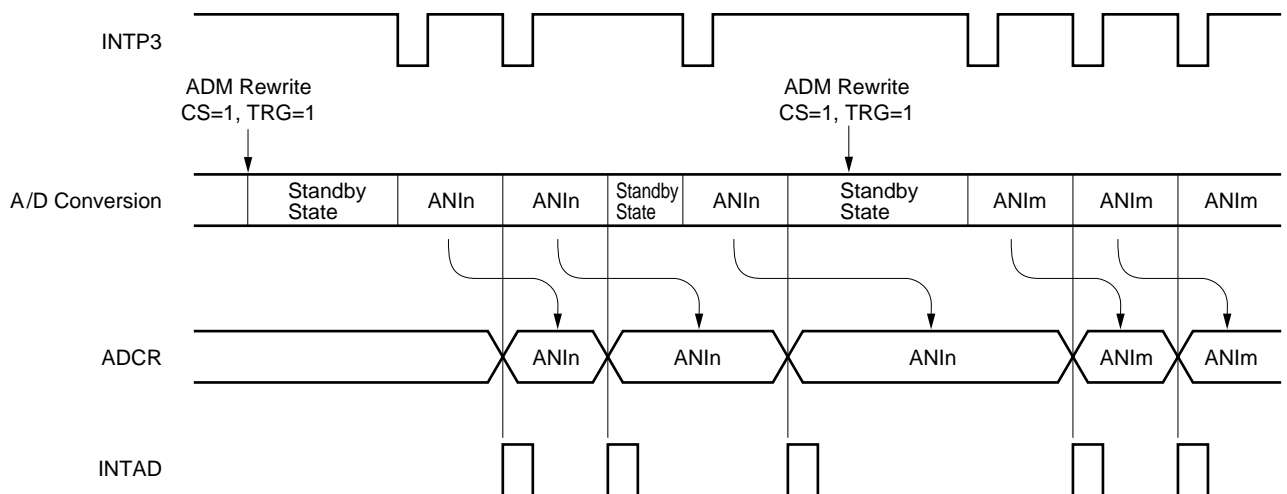 INTP3
ADM Rewrite
CS=1, TRG=1
ADM Rewrite
CS=1, TRG=1
A/D Conversion
Standby
State
ANIn
ANIn
Standby
State
ANIn
Standby
State
ANIm
ANIm
ANIm
ADCR
ANIn
ANIn
ANIn
ANIm
ANIm
INTAD